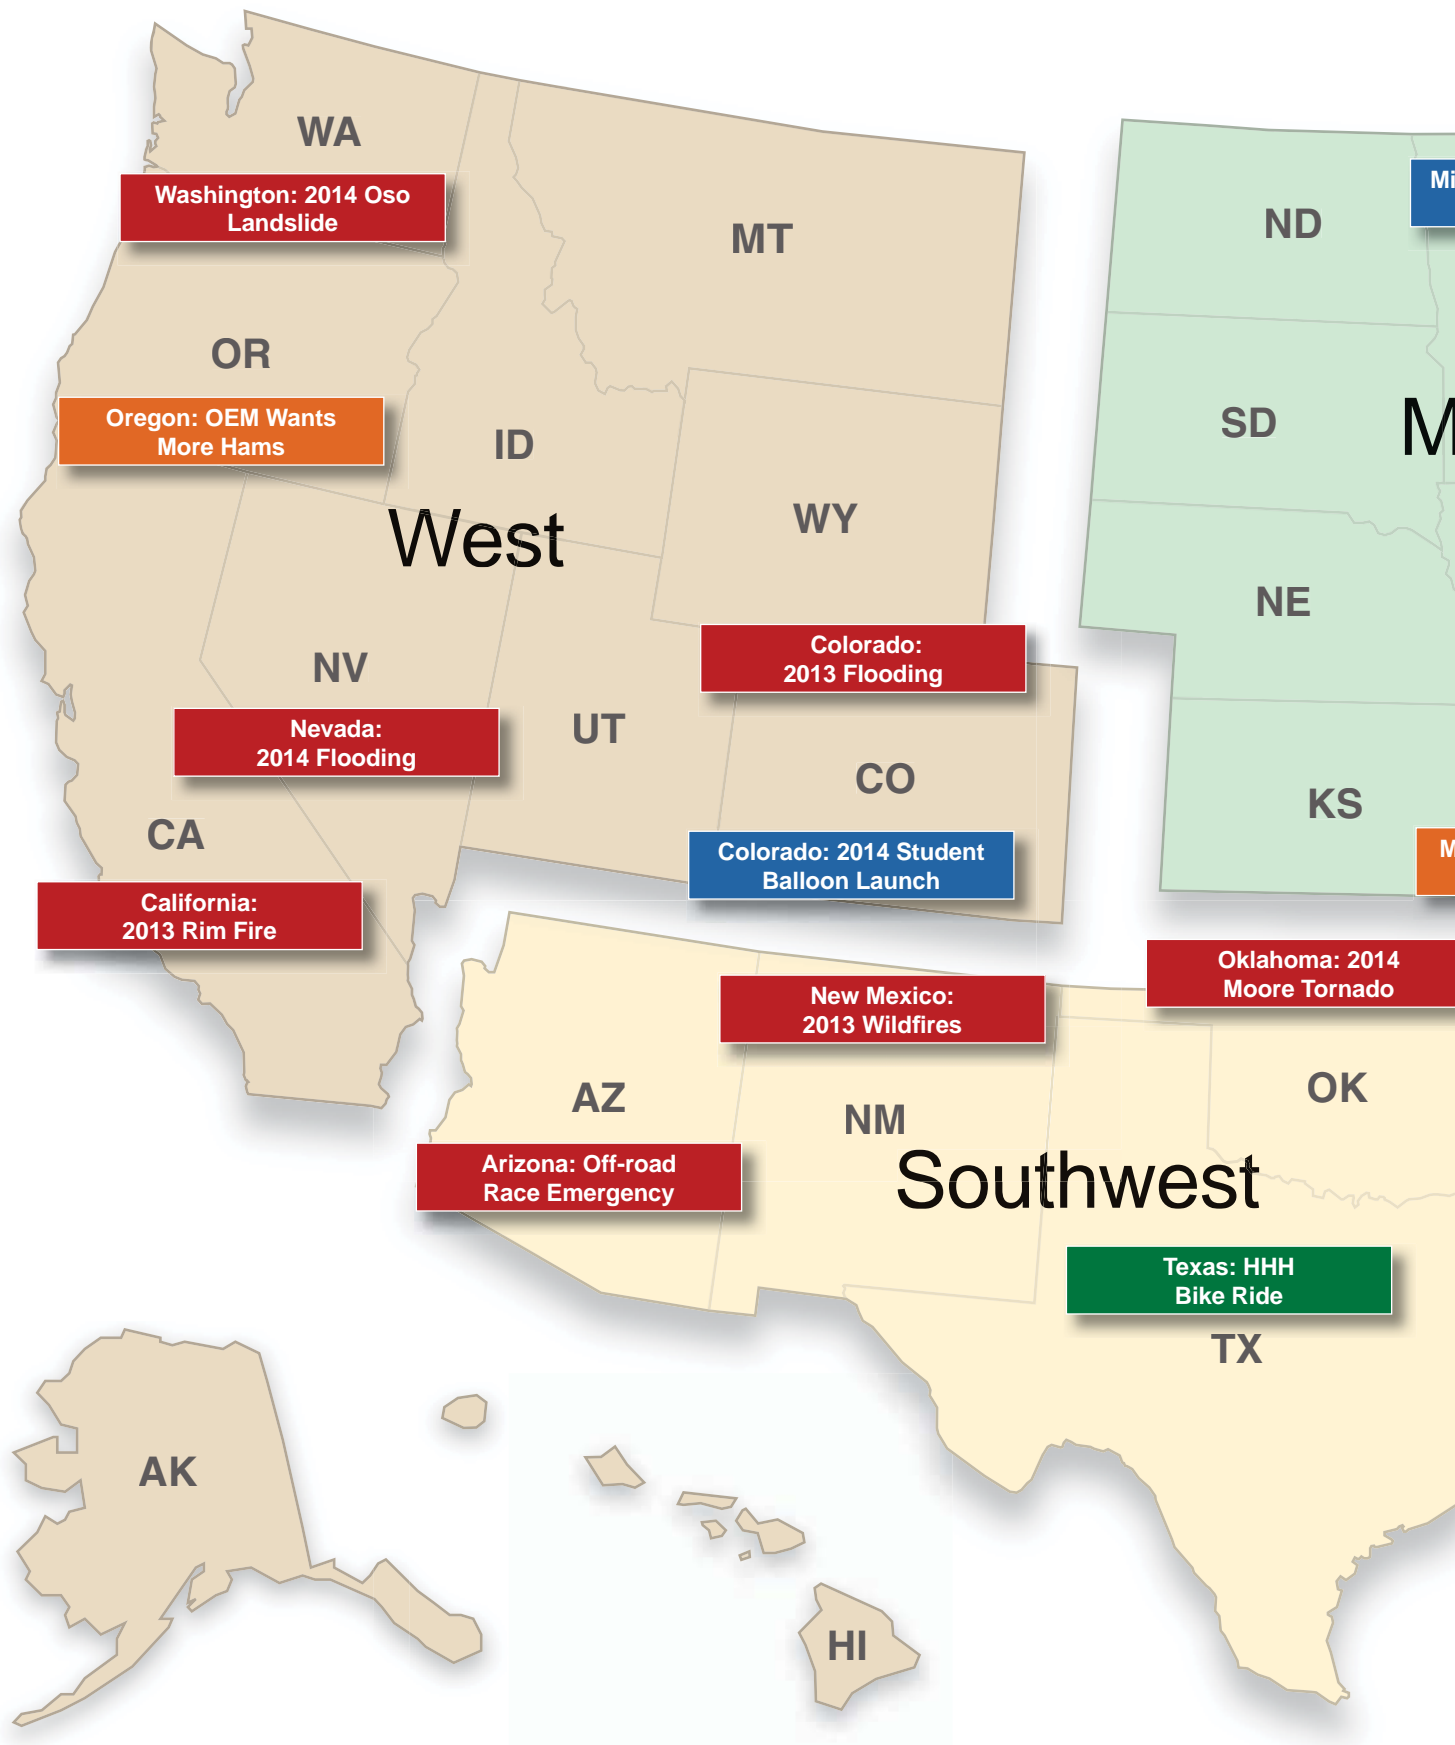 WA
Washington: 2014 Oso
Landslide
MT
ND
OR
Oregon: OEM Wants
More Hams
ID
SD
West
WY
NE
NV
Colorado:
2013 Flooding
Nevada:
2014 Flooding
UT
CO
KS
CA
Colorado: 2014 Student
Balloon Launch
California:
2013 Rim Fire
Oklahoma: 2014
Moore Tornado
New Mexico:
2013 Wildfires
AZ
NM
OK
Arizona: Off-road
Race Emergency
Southwest
Texas: HHH
Bike Ride
TX
AK
HI